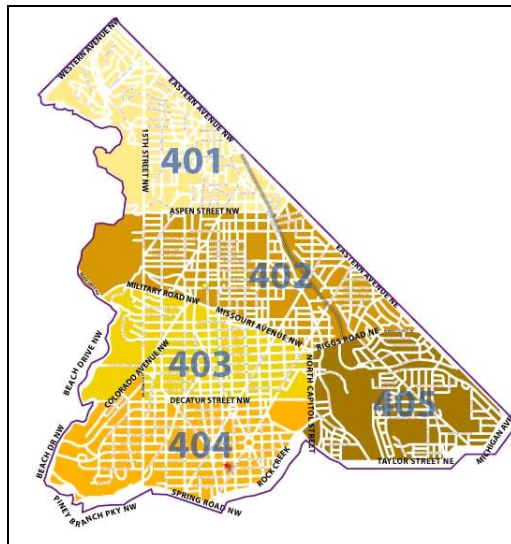 WESTERN AVENUE NW
EASTERN AVENUE NW
15TH STREET NW
401
ASPEN STREET NW
402
EASTERN AVENUE NE
MILITARY ROAD NW
MISSOURI AVENUE NW
RIGGS ROAD NE
BEACH DRIVE NW
COLORADO AVENUE NW
403
NORTH CAPITOL STREET
DECATUR STREET NW
405
404
BEACH DR NW
ROCK CREEK
TAYLOR STREET NE
MICHIGAN AVE
SPRING ROAD NW
PINEY BRANCH PKY NW